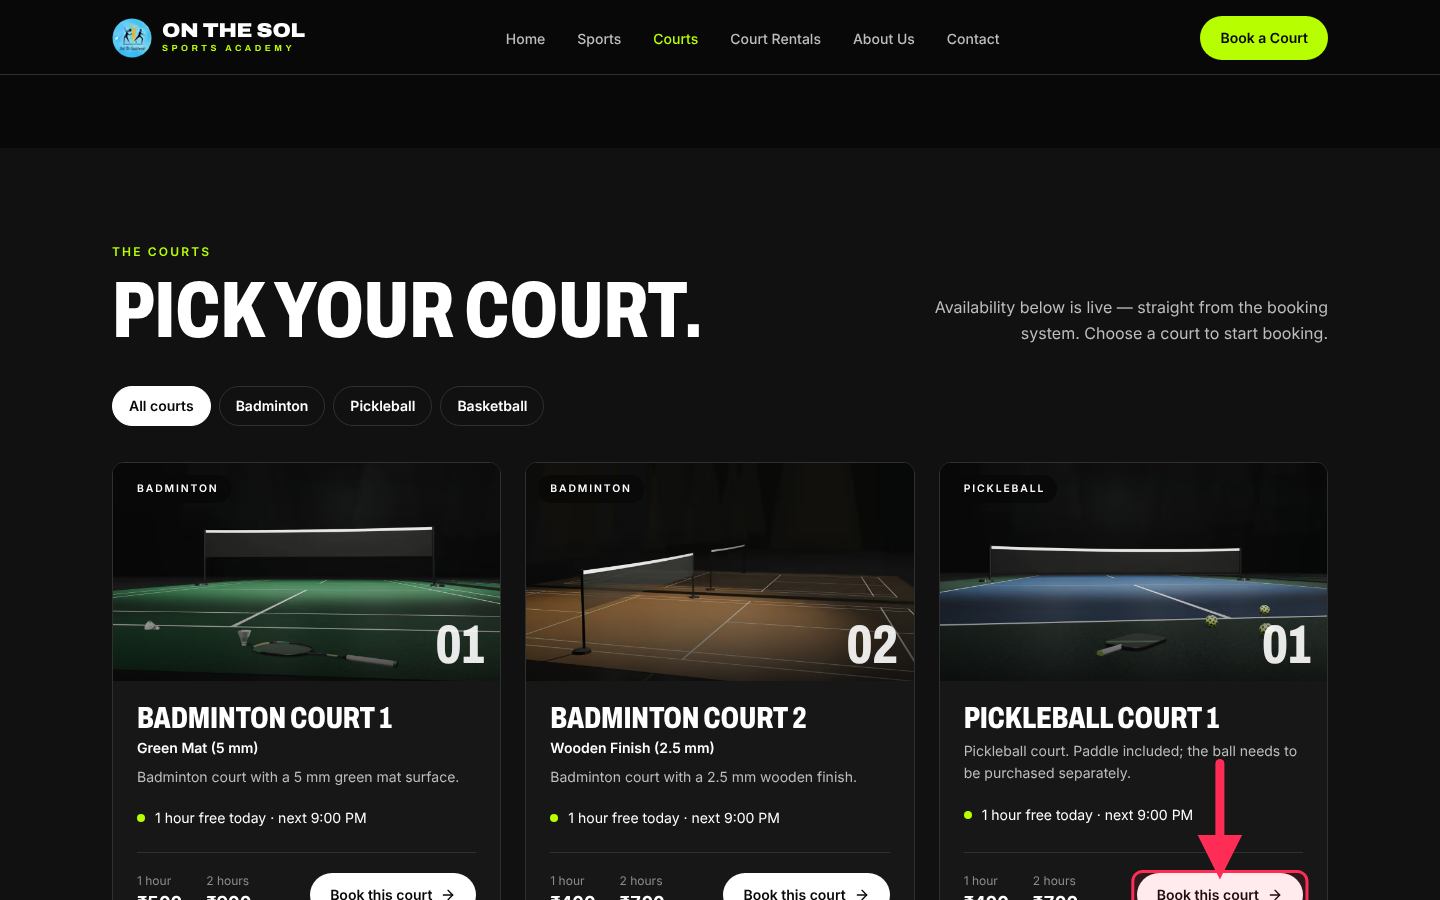 ON THE SOL
SPORTS ACADEMY
Home
Sports
Courts
Court Rentals
About Us
Contact
Book a Court
THE COURTS
PICK YOUR COURT.
Availability below is live — straight from the booking
system. Choose a court to start booking.
All courts
Badminton
Pickleball
Basketball
BADMINTON
01
BADMINTON COURT 1
Green Mat (5 mm)
Badminton court with a 5 mm green mat surface.
1 hour free today · next 9:00 PM
1 hour
2 hours
Book this court →
BADMINTON
02
BADMINTON COURT 2
Wooden Finish (2.5 mm)
Badminton court with a 2.5 mm wooden finish.
1 hour free today · next 9:00 PM
1 hour
2 hours
Book this court →
PICKLEBALL
01
PICKLEBALL COURT 1
Pickleball court. Paddle included; the ball needs to
be purchased separately.
1 hour free today · next 9:00 PM
1 hour
2 hours
Book this court →